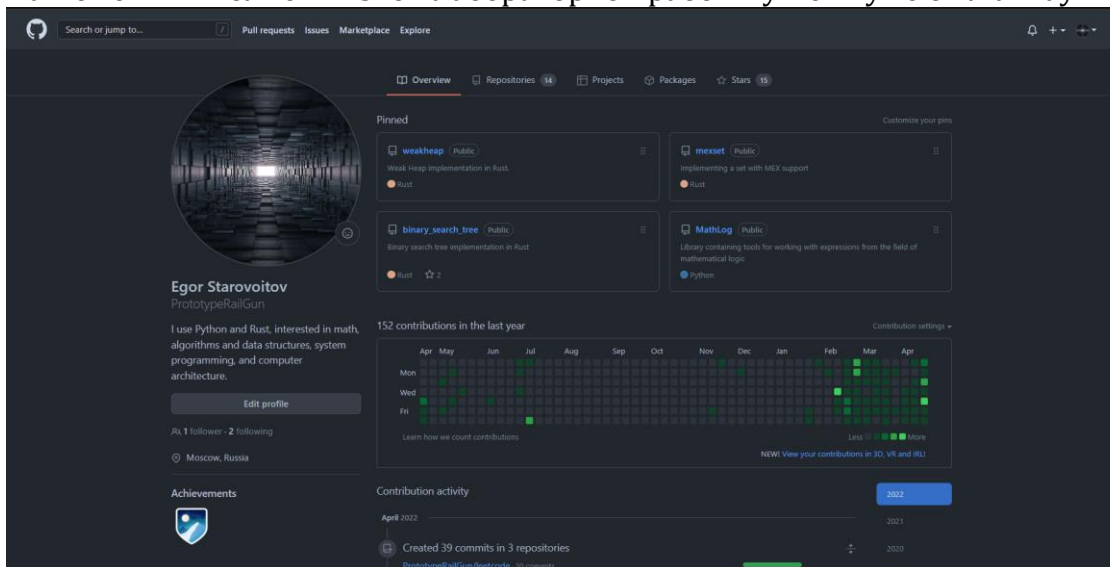 Search or jump to... / Pull requests Issues Marketplace Explore
Overview Repositories 14 Projects Packages Stars 15
Egor Starovoitov
PrototypeRailGun
I use Python and Rust, interested in math,
algorithms and data structures, system
programming, and computer
architecture.
Edit profile
1 follower · 2 following
Moscow, Russia
Achievements
Pinned
Customize your pins
weakheap Public
Weak Heap implementation in Rust.
Rust
mexset Public
Implementing a set with MEX support
Rust
binary_search_tree Public
Binary search tree implementation in Rust
Rust 2
MathLog Public
Library containing tools for working with expressions from the field of
mathematical logic
Python
152 contributions in the last year
Contribution settings
Apr May Jun Jul Aug Sep Oct Nov Dec Jan Feb Mar Apr
Mon
Wed
Fri
Learn how we count contributions
Less More
NEW! View your contributions in 3D, VR and IRL!
Contribution activity
2022
2021
2020
April 2022
Created 39 commits in 3 repositories
PrototypeRailGun/leetcode 20 commits